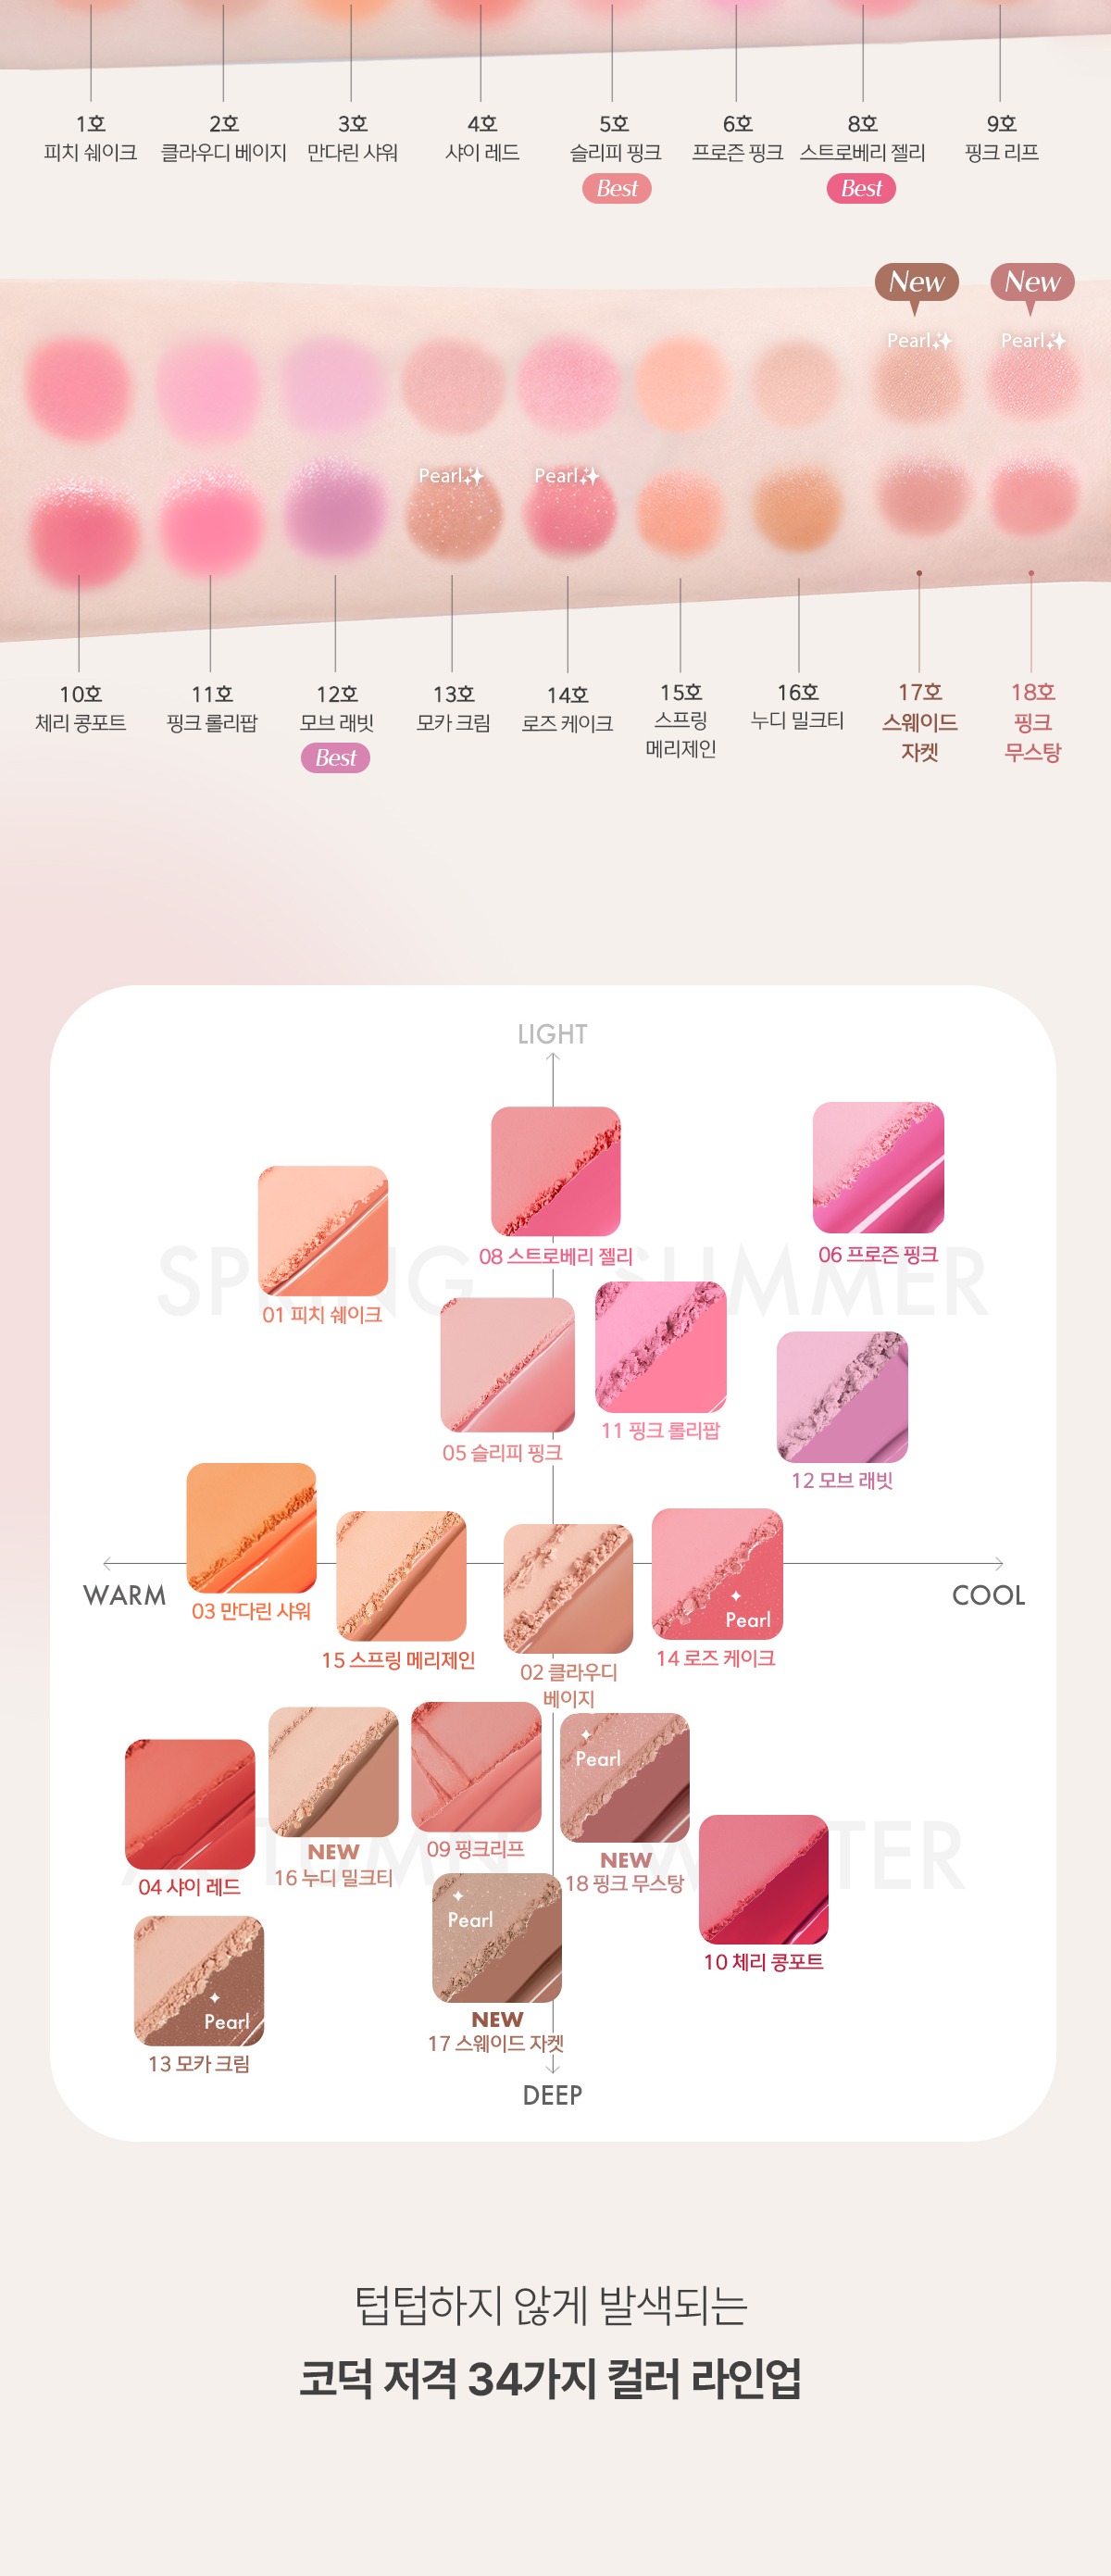 1호
피치 쉐이크
2호
클라우디 베이지
3호
만다린 샤워
4호
샤이 레드
5호
슬리피 핑크
Best
6호
프로즌 핑크
8호
스트로베리 젤리
Best
9호
핑크 리프
New
New
Pearl
Pearl
Pearl
Pearl
10호
체리 콩포트
11호
핑크 롤리팝
12호
모브 래빗
Best
13호
모카 크림
14호
로즈 케이크
15호
스프링
메리제인
16호
누디 밀크티
17호
스웨이드
자켓
18호
핑크
무스탕
LIGHT
SPRING
SUMMER
08 스트로베리 젤리
06 프로즌 핑크
01 피치 쉐이크
11 핑크 롤리팝
05 슬리피 핑크
12 모브 래빗
WARM
COOL
03 만다린 샤워
Pearl
15 스프링 메리제인
02 클라우디
베이지
14 로즈 케이크
Pearl
AUTUMN
WINTER
NEW
16 누디 밀크티
09 핑크리프
NEW
18 핑크 무스탕
04 샤이 레드
Pearl
10 체리 콩포트
Pearl
13 모카 크림
NEW
17 스웨이드 자켓
DEEP
텁텁하지 않게 발색되는
코덕 저격 34가지 컬러 라인업